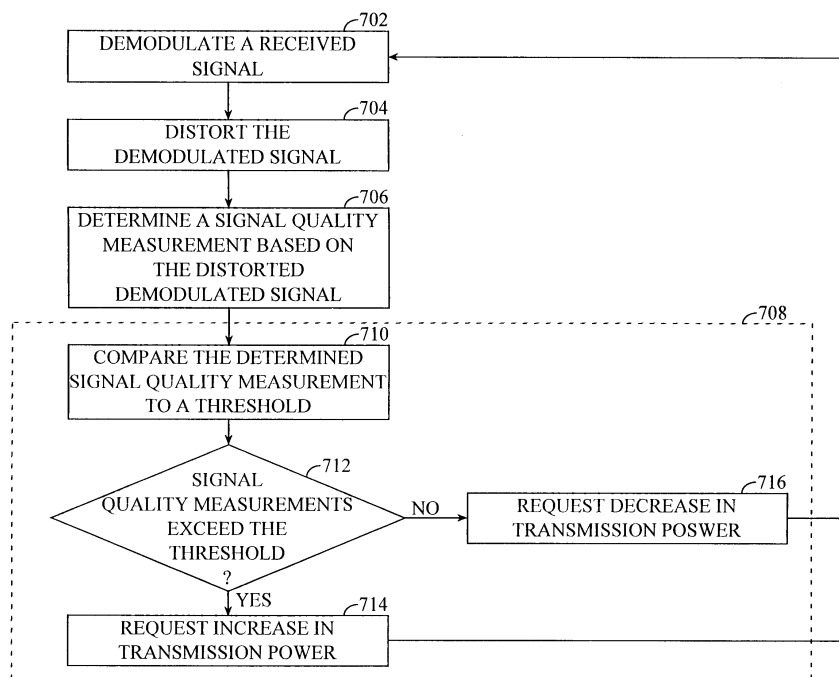 702
DEMODULATE A RECEIVED
SIGNAL
704
DISTORT THE
DEMODULATED SIGNAL
706
DETERMINE A SIGNAL QUALITY
MEASUREMENT BASED ON
THE DISTORTED
DEMODULATED SIGNAL
708
710
COMPARE THE DETERMINED
SIGNAL QUALITY MEASUREMENT
TO A THRESHOLD
712
SIGNAL
QUALITY MEASUREMENTS
EXCEED THE
THRESHOLD
?
NO
716
REQUEST DECREASE IN
TRANSMISSION POSWER
YES
714
REQUEST INCREASE IN
TRANSMISSION POWER